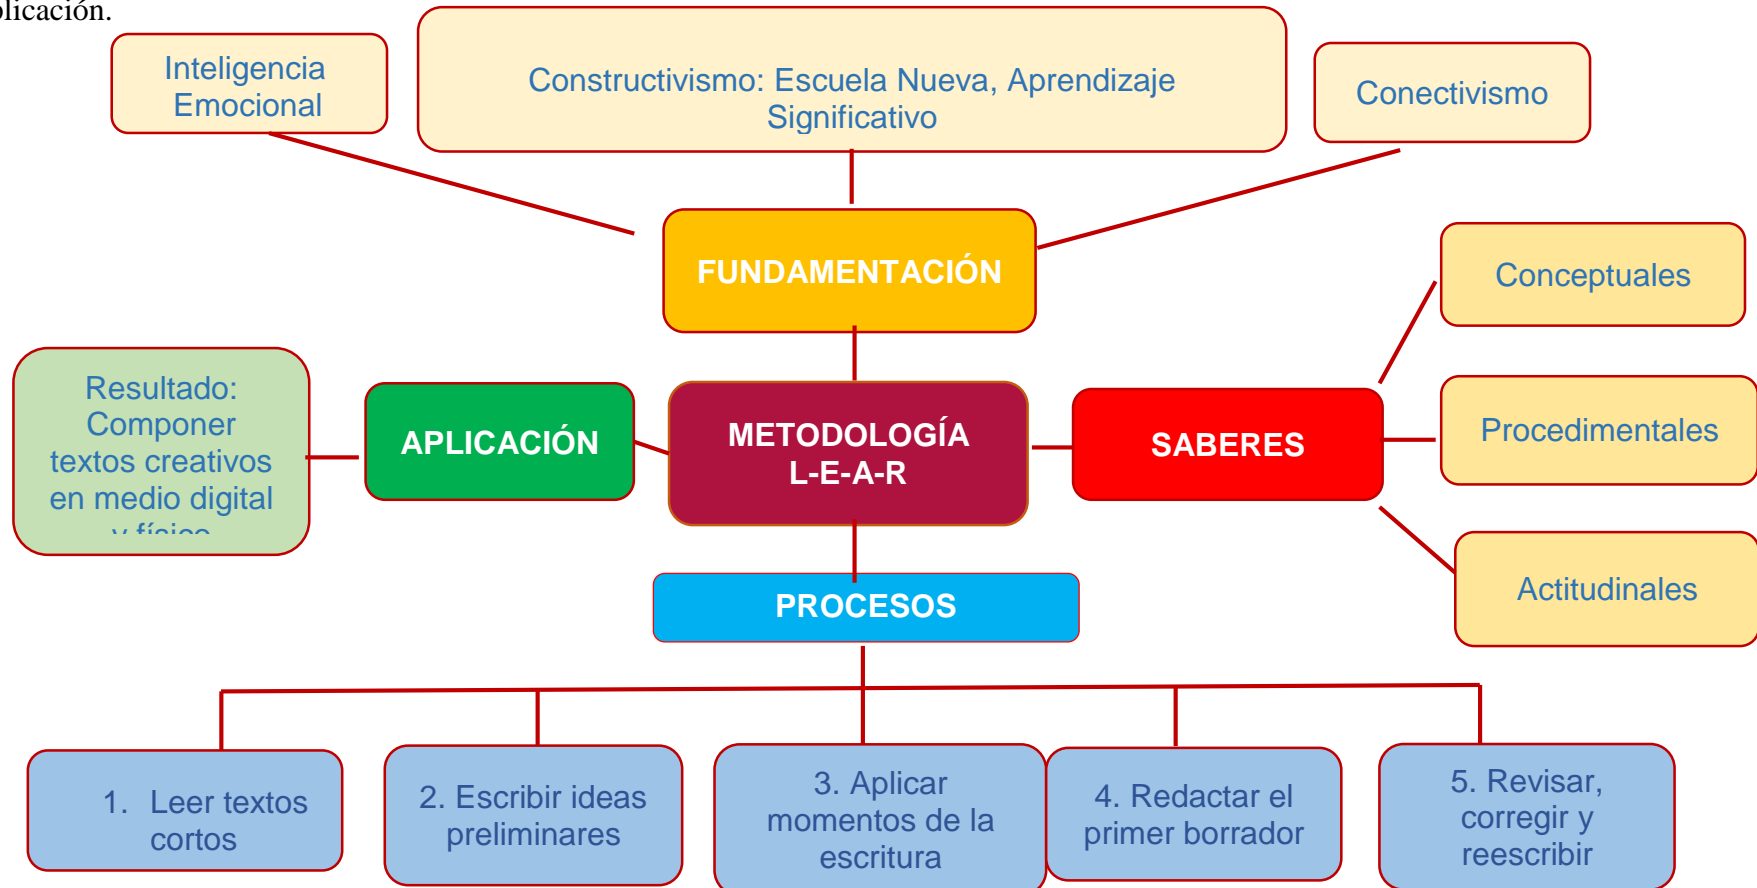 plicación.
Inteligencia
Emocional
Constructivismo: Escuela Nueva, Aprendizaje
Significativo
Conectivismo
FUNDAMENTACIÓN
Conceptuales
Resultado:
Componer
textos creativos
en medio digital
y físico
APLICACIÓN
METODOLOGÍA
L-E-A-R
SABERES
Procedimentales
Actitudinales
PROCESOS
1. Leer textos
cortos
2. Escribir ideas
preliminares
3. Aplicar
momentos de la
escritura
4. Redactar el
primer borrador
5. Revisar,
corregir y
reescribir